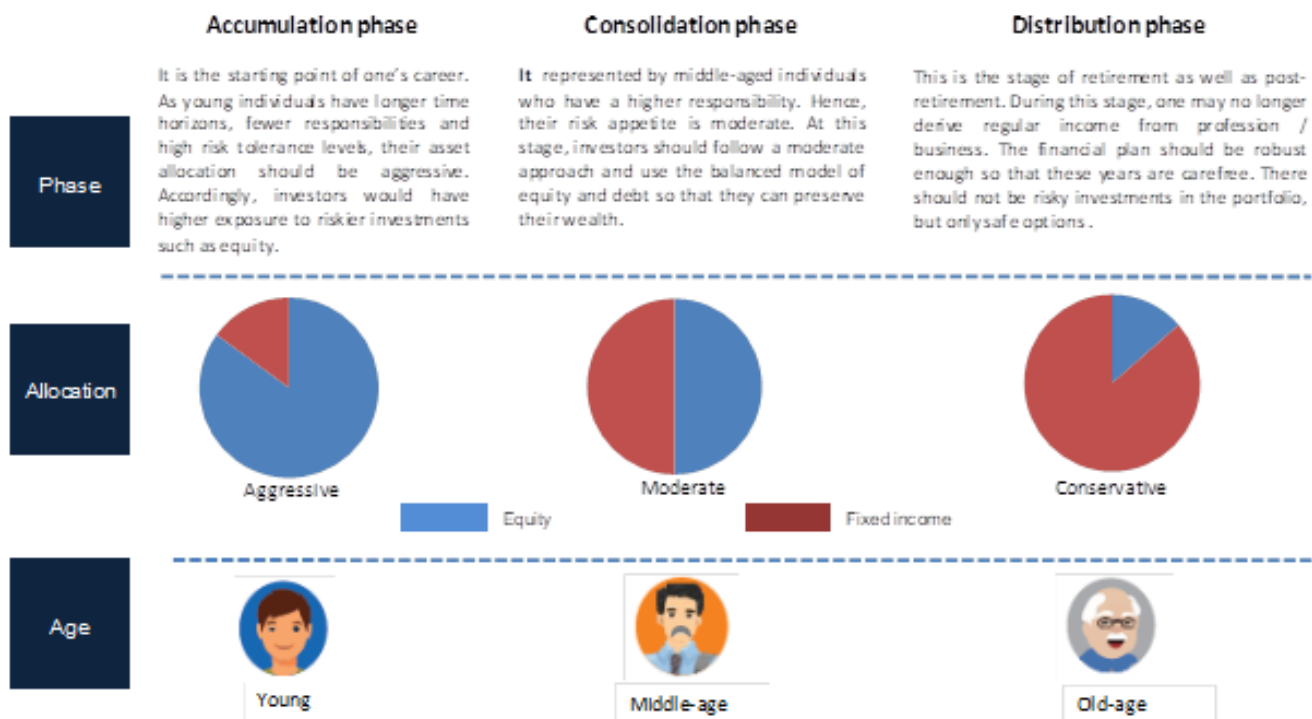 Accumulation phase
Consolidation phase
Distribution phase
Phase
It is the starting point of one's career.
As young individuals have longer time
horizons, fewer responsibilities and
high risk tolerance levels, their asset
allocation should be aggressive.
Accordingly, investors would have
higher exposure to riskier investments
such as equity.
It represented by middle-aged individuals
who have a higher responsibility. Hence,
their risk appetite is moderate. At this
stage, investors should follow a moderate
approach and use the balanced model of
equity and debt so that they can preserve
their wealth.
This is the stage of retirement as well as post-
retirement. During this stage, one may no longer
derive regular income from profession /
business. The financial plan should be robust
enough so that these years are carefree. There
should not be risky investments in the portfolio,
but only safe options .
Allocation
Aggressive
Moderate
Conservative
Equity
Fixed income
Age
Young
Middle-age
Old-age